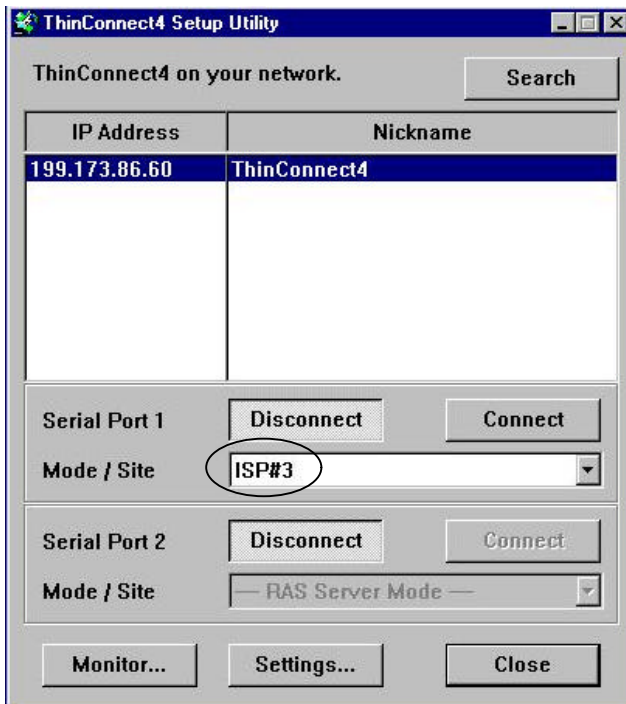 ThinConnect4 Setup Utility
ThinConnect4 on your network.
Search
IP Address
Nickname
199.173.86.60
ThinConnect4
Serial Port 1
Disconnect
Connect
Mode / Site
ISP#3
Serial Port 2
Disconnect
Connect
Mode / Site
— RAS Server Mode —
Monitor...
Settings...
Close